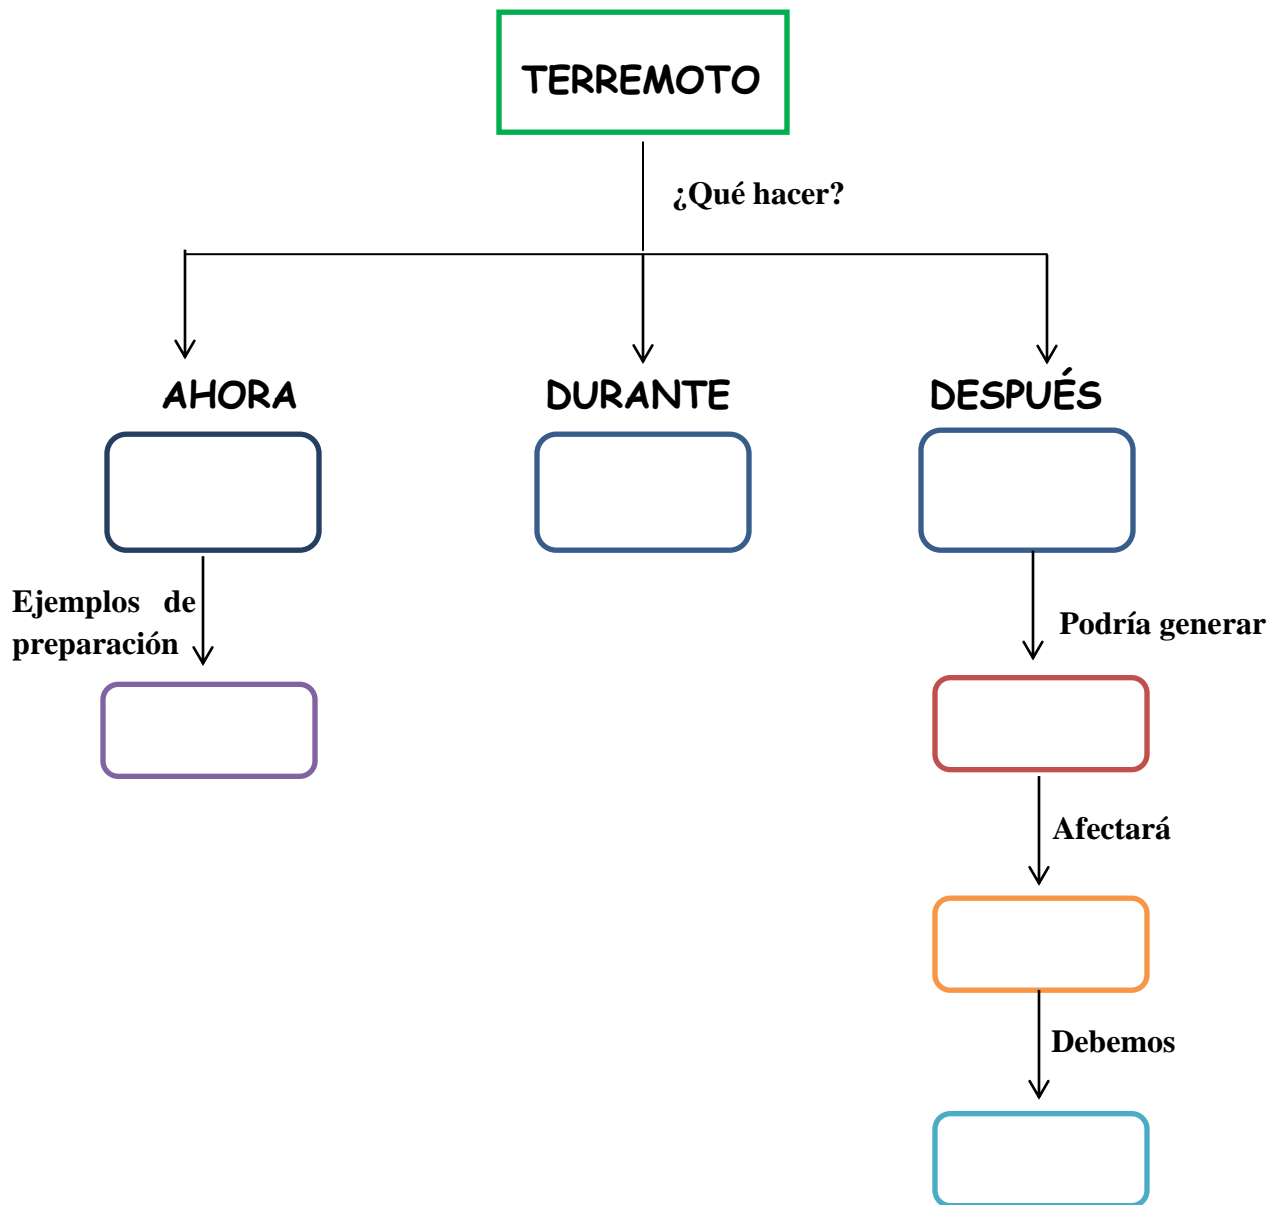 TERREMOTO
¿Qué hacer?
AHORA
DURANTE
DESPUÉS
Ejemplos de
preparación
Podría generar
Afectará
Debemos